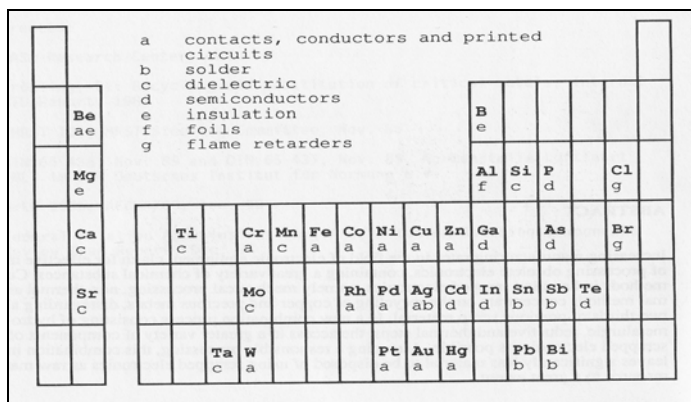 a contacts, conductors and printed
circuits
b solder
c dielectric
d semiconductors
e insulation
f foils
g flame retarders
Be B
ae e
Mg Al Si P Cl
e f c d g
Ca Ti Cr Mn Fe Co Ni Cu Zn Ga As Br
c c a c a a a a a d d g
Sr Mo Rh Pd Ag Cd In Sn Sb Te
c c a a a d d b b d
Ta W Pt Au Hg Pb Bi
c a a a a b b